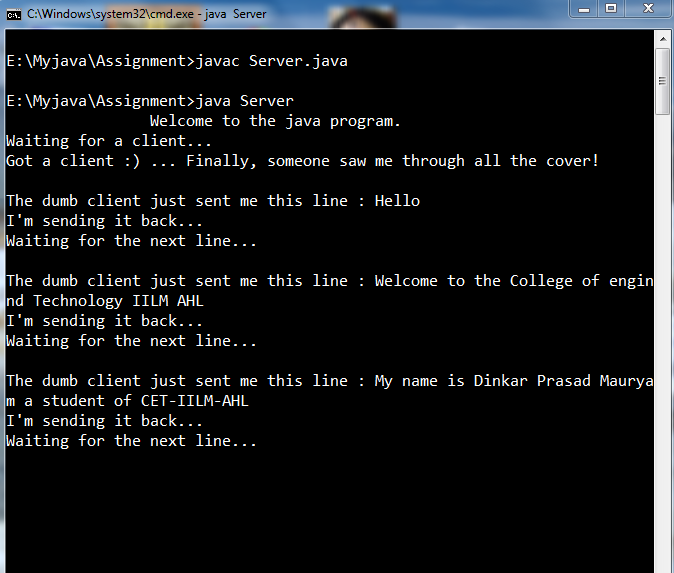 C:\Windows\system32\cmd.exe - java  Server
E:\Myjava\Assignment>javac Server.java
E:\Myjava\Assignment>java Server
Welcome to the java program.
Waiting for a client...
Got a client :) ... Finally, someone saw me through all the cover!
The dumb client just sent me this line : Hello
I'm sending it back...
Waiting for the next line...
The dumb client just sent me this line : Welcome to the College of engin
nd Technology IILM AHL
I'm sending it back...
Waiting for the next line...
The dumb client just sent me this line : My name is Dinkar Prasad Maurya
m a student of CET-IILM-AHL
I'm sending it back...
Waiting for the next line...